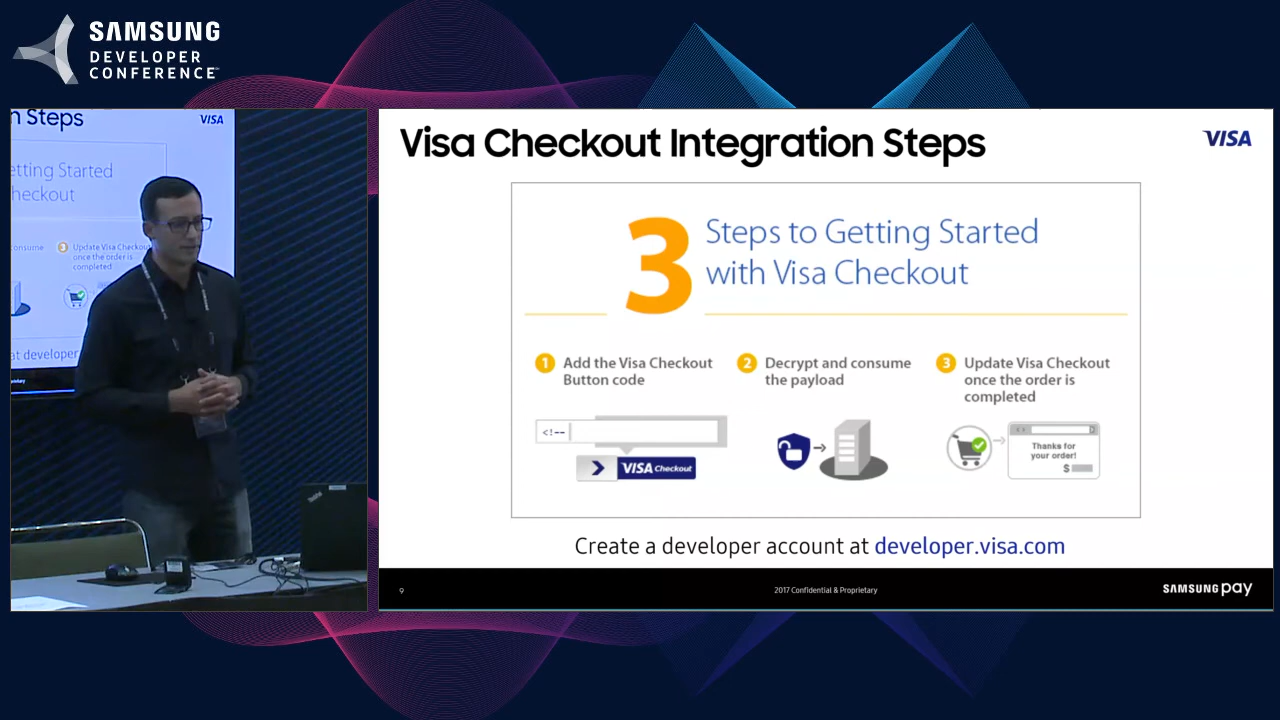 SAMSUNG
DEVELOPER
CONFERENCE
n Steps
VISA
etting Started
heckout
onsume
3 Update Visa Checkout
once the order is
completed
at developer
ThinkPad
Visa Checkout Integration Steps
VISA
3 Steps to Getting Started
with Visa Checkout
1 Add the Visa Checkout
Button code
<!--
VISA Checkout
2 Decrypt and consume
the payload
3 Update Visa Checkout
once the order is
completed
Thanks for
your order!
$
Create a developer account at developer.visa.com
9
2017 Confidential & Proprietary
SAMSUNG pay